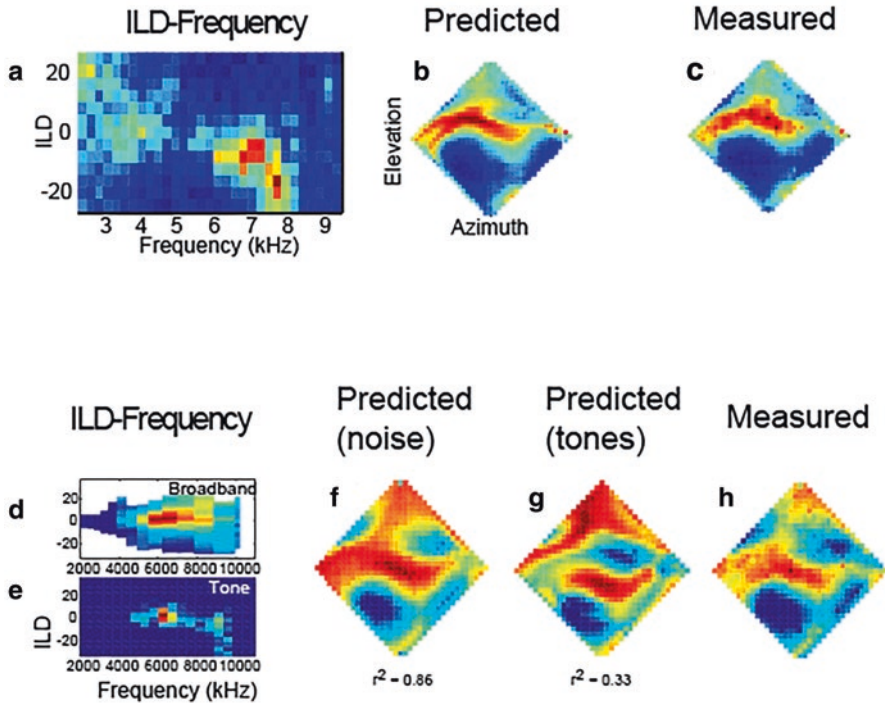 ILD-Frequency
Predicted
Measured
a
b
c
ILD
20
0
-20
3 4 5 6 7 8 9
Frequency (kHz)
Elevation
Azimuth
ILD-Frequency
Predicted
(noise)
Predicted
(tones)
Measured
d
Broadband
20
0
-20
2000 4000 6000 8000 10000
e
Tone
ILD
20
0
-20
2000 4000 6000 8000 10000
Frequency (kHz)
f
g
h
r² = 0.86
r² = 0.33